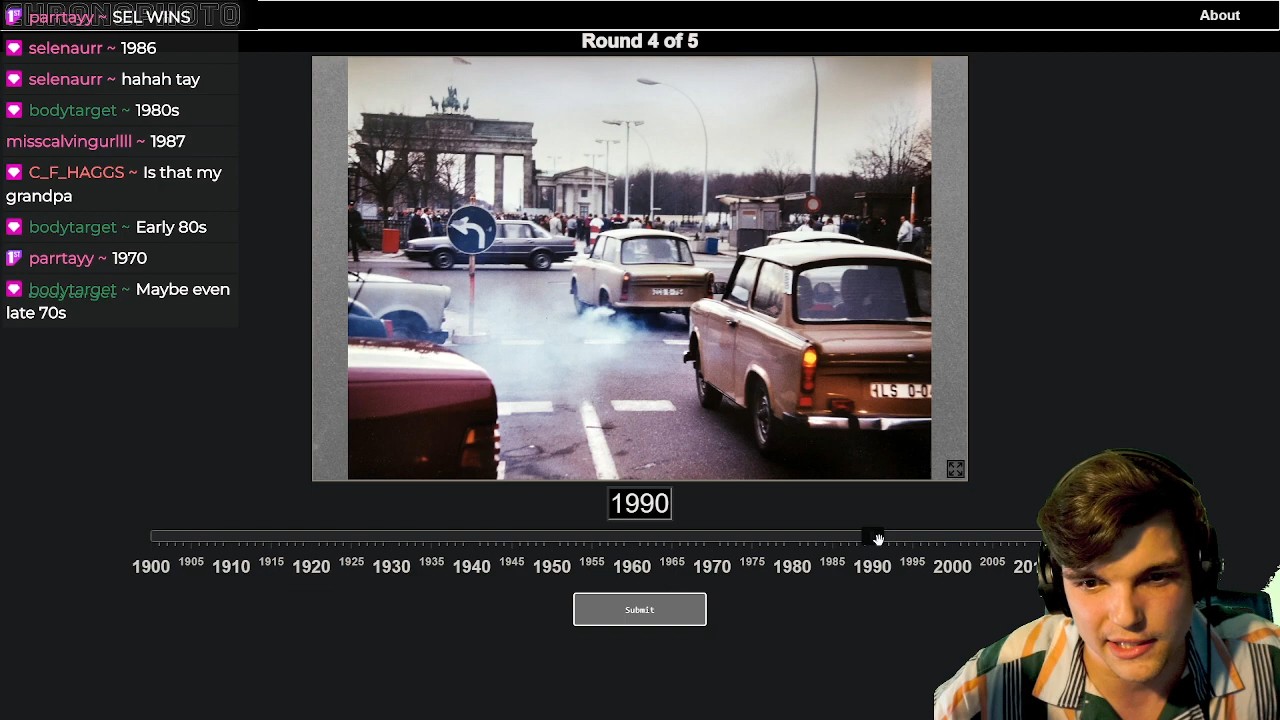 CHRONOPHOTO
About
parrtayy ~ SEL WINS
selenaurr ~ 1986
selenaurr ~ hahah tay
bodytarget ~ 1980s
misscalvingurllll ~ 1987
C_F_HAGGS ~ Is that my
grandpa
bodytarget ~ Early 80s
parrtayy ~ 1970
bodytarget ~ Maybe even
late 70s
Round 4 of 5
1990
1900 1905 1910 1915 1920 1925 1930 1935 1940 1945 1950 1955 1960 1965 1970 1975 1980 1985 1990 1995 2000 2005
Submit